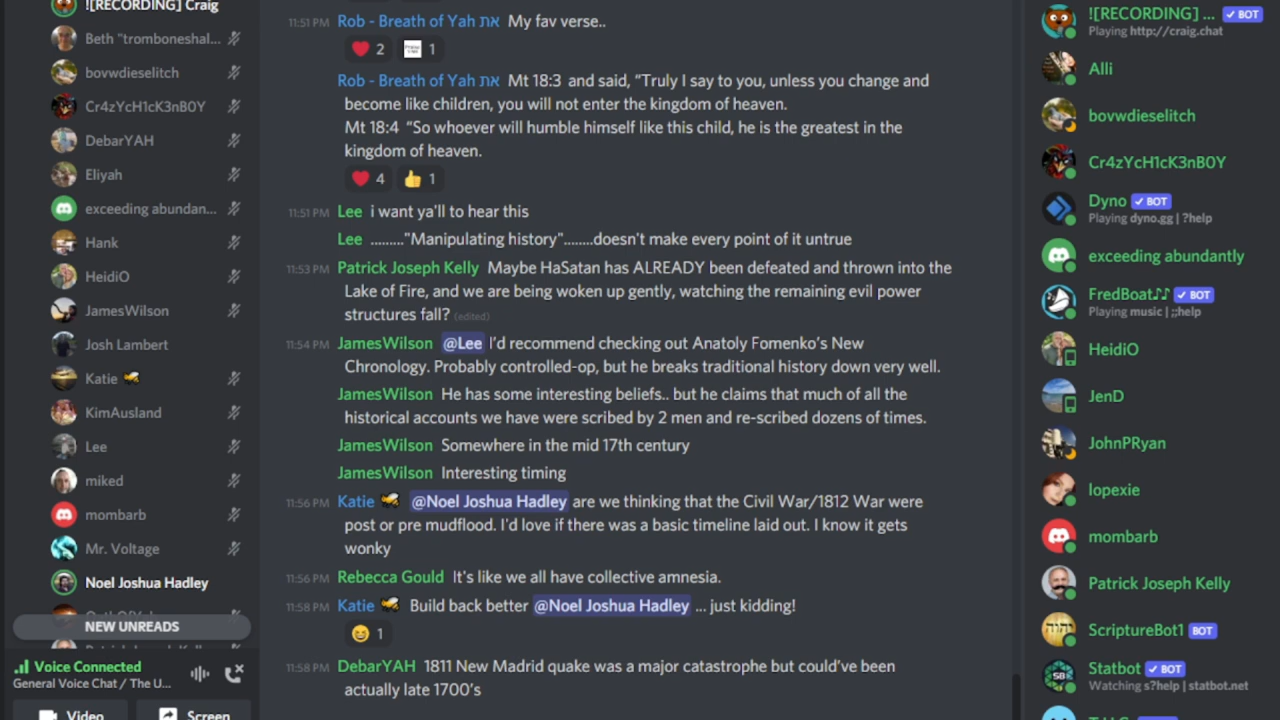 ![RECORDING] Craig
Beth "tromboneshal...
bovwdieselitch
Cr4zYcH1cK3nB0Y
DebarYAH
Eliyah
exceeding abundan...
Hank
HeidiO
JamesWilson
Josh Lambert
Katie
KimAusland
Lee
miked
mombarb
Mr. Voltage
Noel Joshua Hadley
NEW UNREADS
Voice Connected
General Voice Chat / The U...
Video
Screen
11:51 PM Rob - Breath of Yah את My fav verse..
2 1
Rob - Breath of Yah את Mt 18:3 and said, “Truly I say to you, unless you change and
become like children, you will not enter the kingdom of heaven.
Mt 18:4 “So whoever will humble himself like this child, he is the greatest in the
kingdom of heaven.
4 1
11:51 PM Lee i want ya'll to hear this
Lee ........."Manipulating history".......doesn't make every point of it untrue
11:53 PM Patrick Joseph Kelly Maybe HaSatan has ALREADY been defeated and thrown into the
Lake of Fire, and we are being woken up gently, watching the remaining evil power
structures fall? (edited)
11:54 PM JamesWilson @Lee I’d recommend checking out Anatoly Fomenko’s New
Chronology. Probably controlled-op, but he breaks traditional history down very well.
JamesWilson He has some interesting beliefs.. but he claims that much of all the
historical accounts we have were scribed by 2 men and re-scribed dozens of times.
JamesWilson Somewhere in the mid 17th century
JamesWilson Interesting timing
11:56 PM Katie @Noel Joshua Hadley are we thinking that the Civil War/1812 War were
post or pre mudflood. I'd love if there was a basic timeline laid out. I know it gets
wonky
11:56 PM Rebecca Gould It's like we all have collective amnesia.
11:58 PM Katie Build back better @Noel Joshua Hadley ... just kidding!
1
11:58 PM DebarYAH 1811 New Madrid quake was a major catastrophe but could’ve been
actually late 1700’s
![RECORDING] ... BOT
Playing http://craig.chat
Alli
bovwdieselitch
Cr4zYcH1cK3nB0Y
Dyno BOT
Playing dyno.gg | ?help
exceeding abundantly
FredBoat♪♪ BOT
Playing music | ;;help
HeidiO
JenD
JohnPRyan
lopexie
mombarb
Patrick Joseph Kelly
ScriptureBot1 BOT
Statbot BOT
Watching s?help | statbot.net